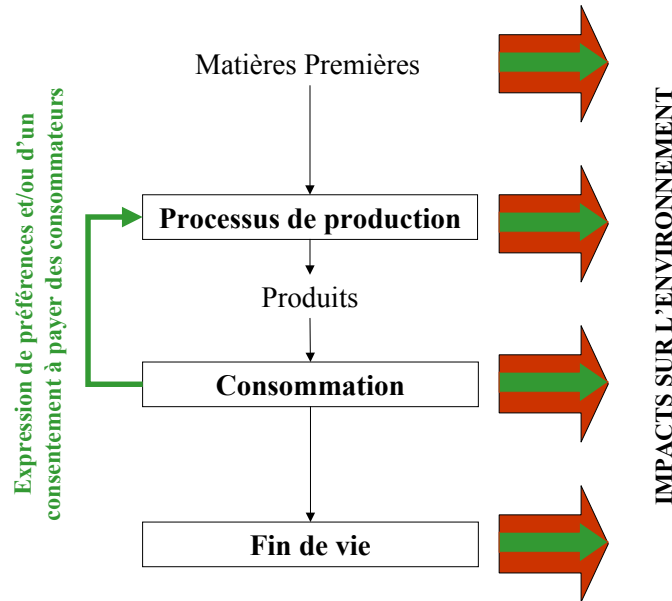 Matières Premières
Processus de production
Produits
Consommation
Fin de vie
Expression de préférences et/ou d'un
consentement à payer des consommateurs
IMPACTS SUR L'ENVIRONNEMENT